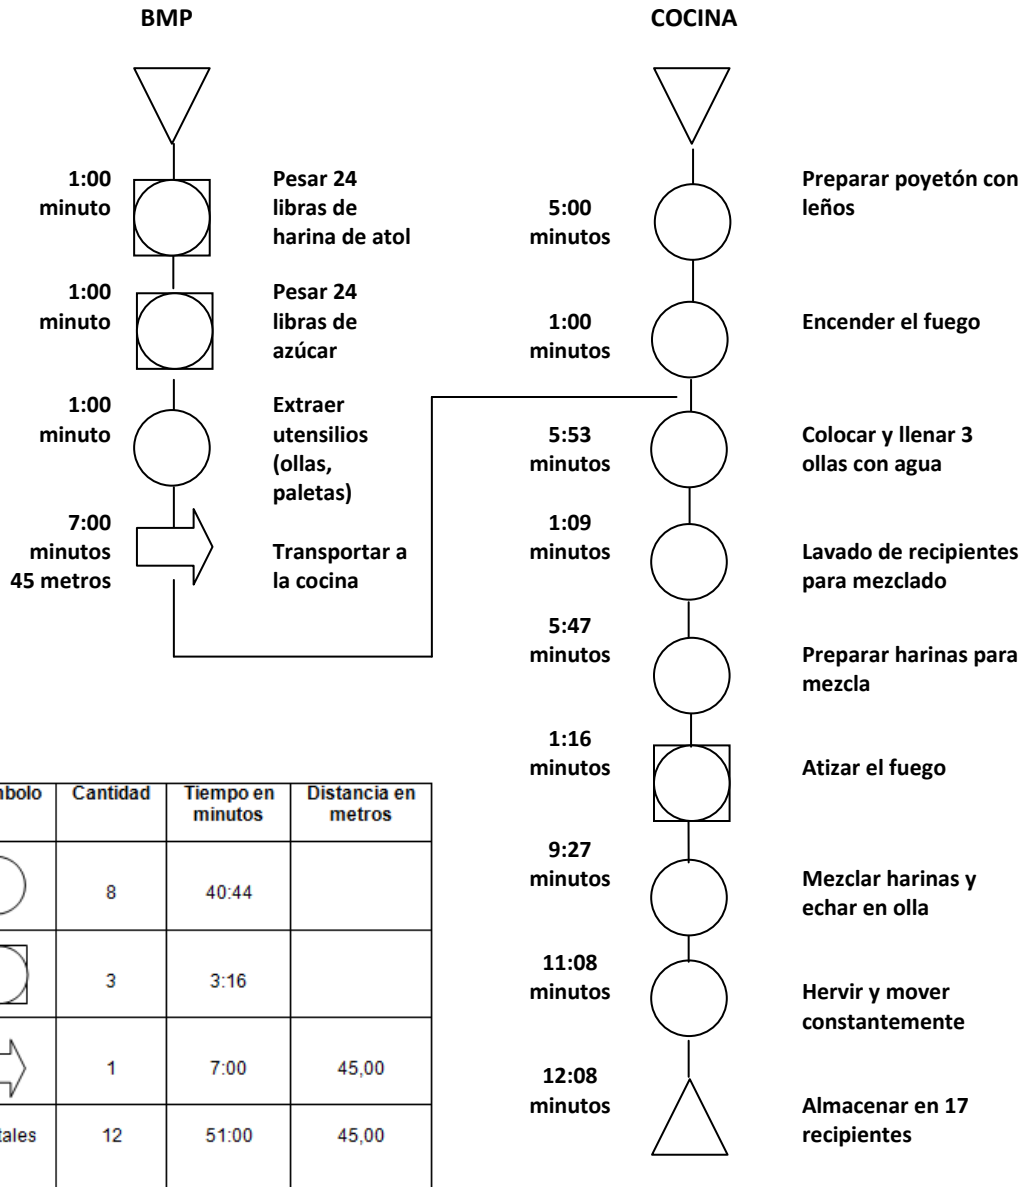 BMP
1:00
minuto
Pesar 24
libras de
harina de atol
1:00
minuto
Pesar 24
libras de
azúcar
1:00
minuto
Extraer
utensilios
(ollas,
paletas)
7:00
minutos
45 metros
Transportar a
la cocina
COCINA
5:00
minutos
Preparar poyetón con
leños
1:00
minutos
Encender el fuego
5:53
minutos
Colocar y llenar 3
ollas con agua
1:09
minutos
Lavado de recipientes
para mezclado
5:47
minutos
Preparar harinas para
mezcla
1:16
minutos
Atizar el fuego
9:27
minutos
Mezclar harinas y
echar en olla
11:08
minutos
Hervir y mover
constantemente
12:08
minutos
Almacenar en 17
recipientes
nbolo Cantidad Tiempo en minutos Distancia en metros
8 40:44
3 3:16
1 7:00 45,00
tales 12 51:00 45,00